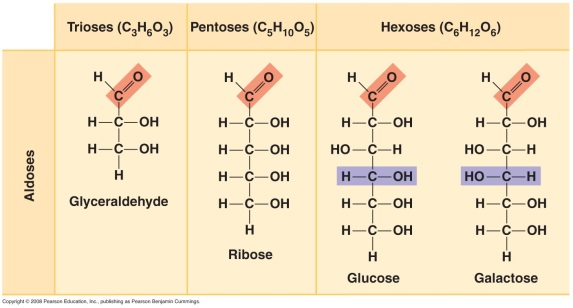 Trioses (C₃H₆O₃) Pentoses (C₅H₁₀O₅) Hexoses (C₆H₁₂O₆)
Aldoses
H O H O H O H O
C C C C
H—C—OH H—C—OH H—C—OH H—C—OH
H—C—OH H—C—OH HO—C—H HO—C—H
H H—C—OH H—C—OH HO—C—H
H—C—OH H—C—OH H—C—OH
H H—C—OH H—C—OH
H H
Glyceraldehyde
Ribose
Glucose Galactose
Copyright © 2008 Pearson Education, Inc., publishing as Pearson Benjamin Cummings.